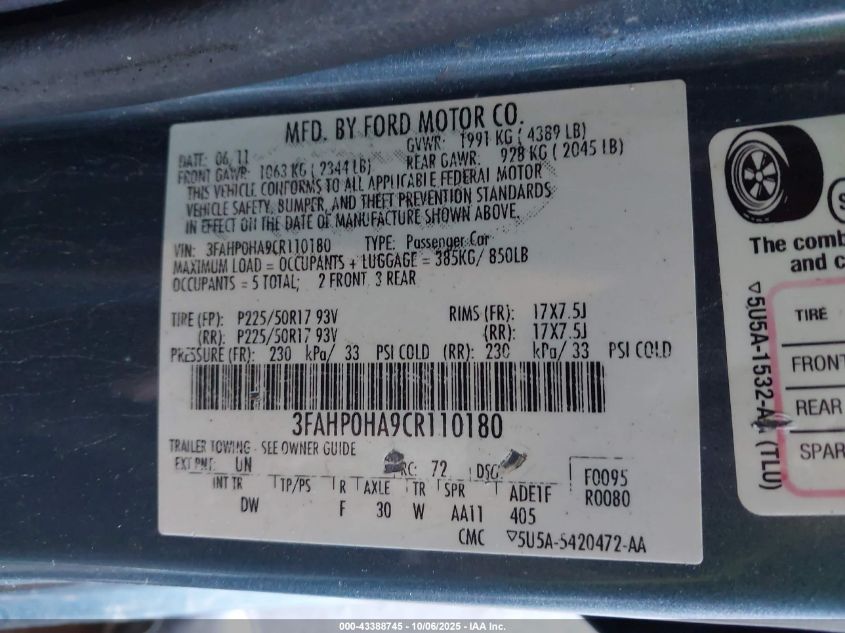 MFD. BY FORD MOTOR CO.
DATE: 06/11 GVWR: 1991 KG ( 4389 LB)
FRONT GAWR: 1063 KG ( 2344 LB) REAR GAWR: 928 KG ( 2045 LB)
THIS VEHICLE CONFORMS TO ALL APPLICABLE FEDERAL MOTOR
VEHICLE SAFETY, BUMPER, AND THEFT PREVENTION STANDARDS
IN EFFECT ON THE DATE OF MANUFACTURE SHOWN ABOVE.
VIN: 3FAHP0HA9CR110180 TYPE: Passenger Car
MAXIMUM LOAD = OCCUPANTS + LUGGAGE = 385KG/ 850LB
OCCUPANTS = 5 TOTAL; 2 FRONT 3 REAR
TIRE (FP): P225/50R17 93V RIMS (FR): 17X7.5J
(RR): P225/50R17 93V (RR): 17X7.5J
PRESSURE (FR): 230 kPa/ 33 PSI COLD (RR): 230 kPa/ 33 PSI COLD
3FAHP0HA9CR110180
TRAILER TOWING - SEE OWNER GUIDE
EXT PNT: UN RC: 72 DSO:
F0095
R0080
INT TR TP/PS R AXLE TR SPR ADE1F
DW F 30 W AA11 405
CMC ▽5U5A-5420472-AA
The comb
and c
TIRE
FRONT
REAR
SPAR
000-43388745 - 10/06/2025 - IAA Inc.